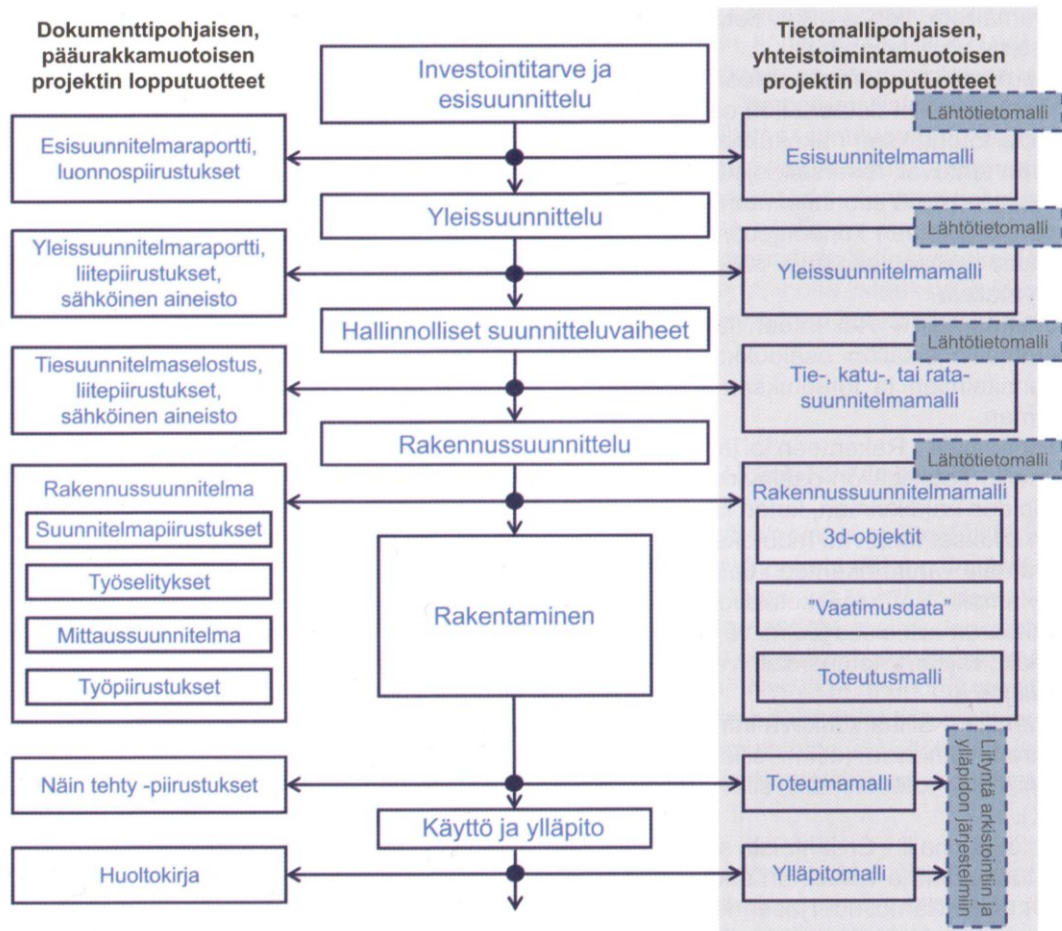 Dokumenttipohjaisen,
pääurakkamuotoisen
projektin lopputuotteet
Investointitarve ja
esisuunnittelu
Tietomallipohjaisen,
yhteistoimintamuotoisen
projektin lopputuotteet
Lähtötietomalli
Esisuunnitelmaraportti,
luonnospiirustukset
Esisuunnitelmamalli
Yleissuunnittelu
Lähtötietomalli
Yleissuunnitelmaraportti,
liitepiirustukset,
sähköinen aineisto
Yleissuunnitelmamalli
Hallinnolliset suunnitteluvaiheet
Lähtötietomalli
Tiesuunnitelmaselostus,
liitepiirustukset,
sähköinen aineisto
Tie-, katu-, tai rata-
suunnitelmamalli
Rakennussuunnittelu
Lähtötietomalli
Rakennussuunnitelma
Suunnitelmapiirustukset
Työselitykset
Mittaussuunnitelma
Työpiirustukset
Rakennussuunnitelmamalli
3d-objektit
"Vaatimusdata"
Toteutusmalli
Rakentaminen
Näin tehty -piirustukset
Toteumamalli
Käyttö ja ylläpito
Huoltokirja
Ylläpitomalli
Liityntä arkistointiin ja
ylläpidon järjestelmiin